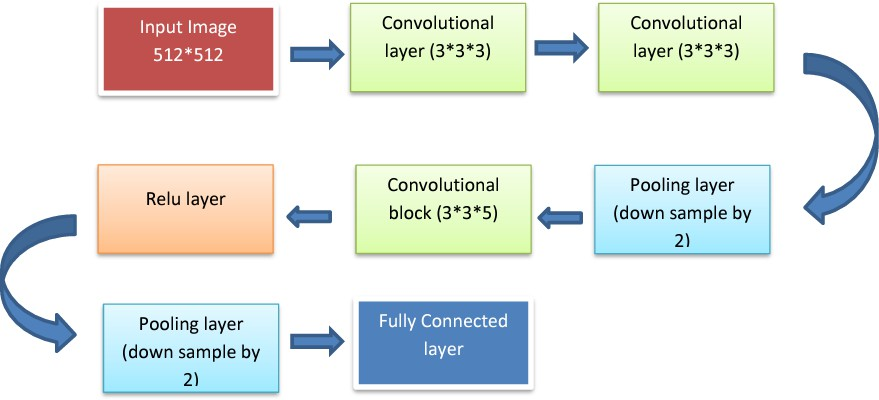 Input Image
512*512
Convolutional
layer (3*3*3)
Convolutional
layer (3*3*3)
Pooling layer
(down sample by
2)
Convolutional
block (3*3*5)
Relu layer
Pooling layer
(down sample by
2)
Fully Connected
layer